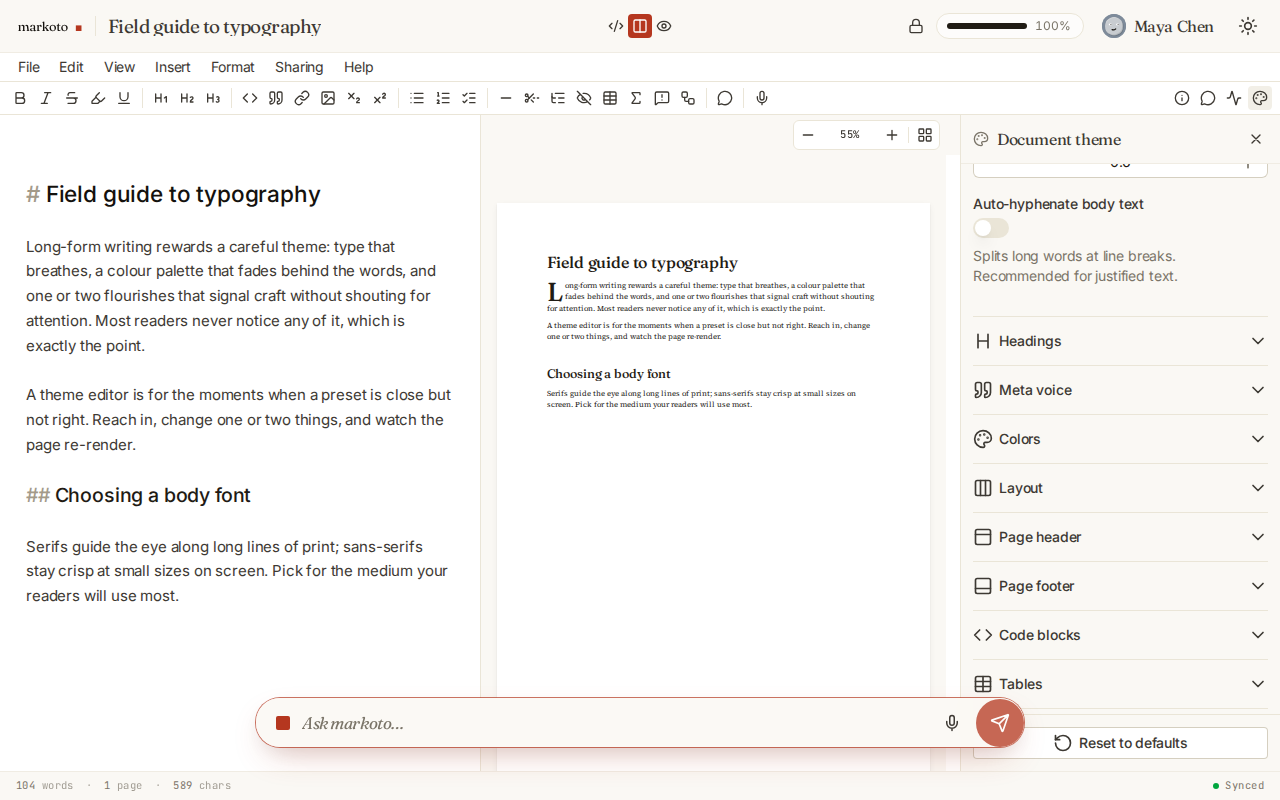 markoto
Field guide to typography
100%
Maya Chen
File Edit View Insert Format Sharing Help
H1 H2 H3
55%
Document theme
# Field guide to typography
Long-form writing rewards a careful theme: type that
breathes, a colour palette that fades behind the words, and
one or two flourishes that signal craft without shouting for
attention. Most readers never notice any of it, which is
exactly the point.
A theme editor is for the moments when a preset is close but
not right. Reach in, change one or two things, and watch the
page re-render.
## Choosing a body font
Serifs guide the eye along long lines of print; sans-serifs
stay crisp at small sizes on screen. Pick for the medium your
readers will use most.
Field guide to typography
Long-form writing rewards a careful theme: type that breathes, a colour palette that
fades behind the words, and one or two flourishes that signal craft without shouting
for attention. Most readers never notice any of it, which is exactly the point.
A theme editor is for the moments when a preset is close but not right. Reach in, change
one or two things, and watch the page re-render.
Choosing a body font
Serifs guide the eye along long lines of print; sans-serifs stay crisp at small sizes on
screen. Pick for the medium your readers will use most.
Auto-hyphenate body text
Splits long words at line breaks.
Recommended for justified text.
Headings
Meta voice
Colors
Layout
Page header
Page footer
Code blocks
Tables
Reset to defaults
Ask markoto...
104 words · 1 page · 589 chars
Synced